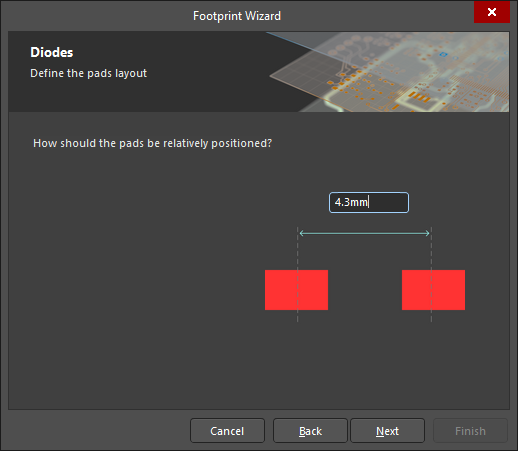 Footprint Wizard
Diodes
Define the pads layout
How should the pads be relatively positioned?
4.3mm
Cancel
Back
Next
Finish